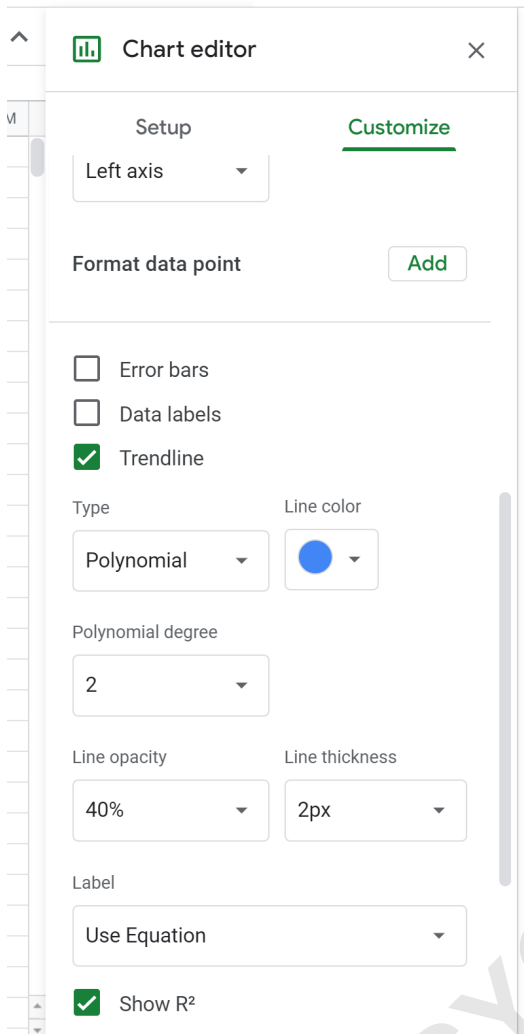 Chart editor
M
Setup Customize
Left axis
Format data point Add
Error bars
Data labels
Trendline
Type Line color
Polynomial
Polynomial degree
2
Line opacity Line thickness
40% 2px
Label
Use Equation
Show R²